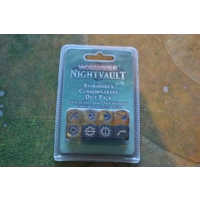 WARHAMMER
NIGHTVAULT
STORMSIRE'S
CURSEBREAKERS
DICE PACK